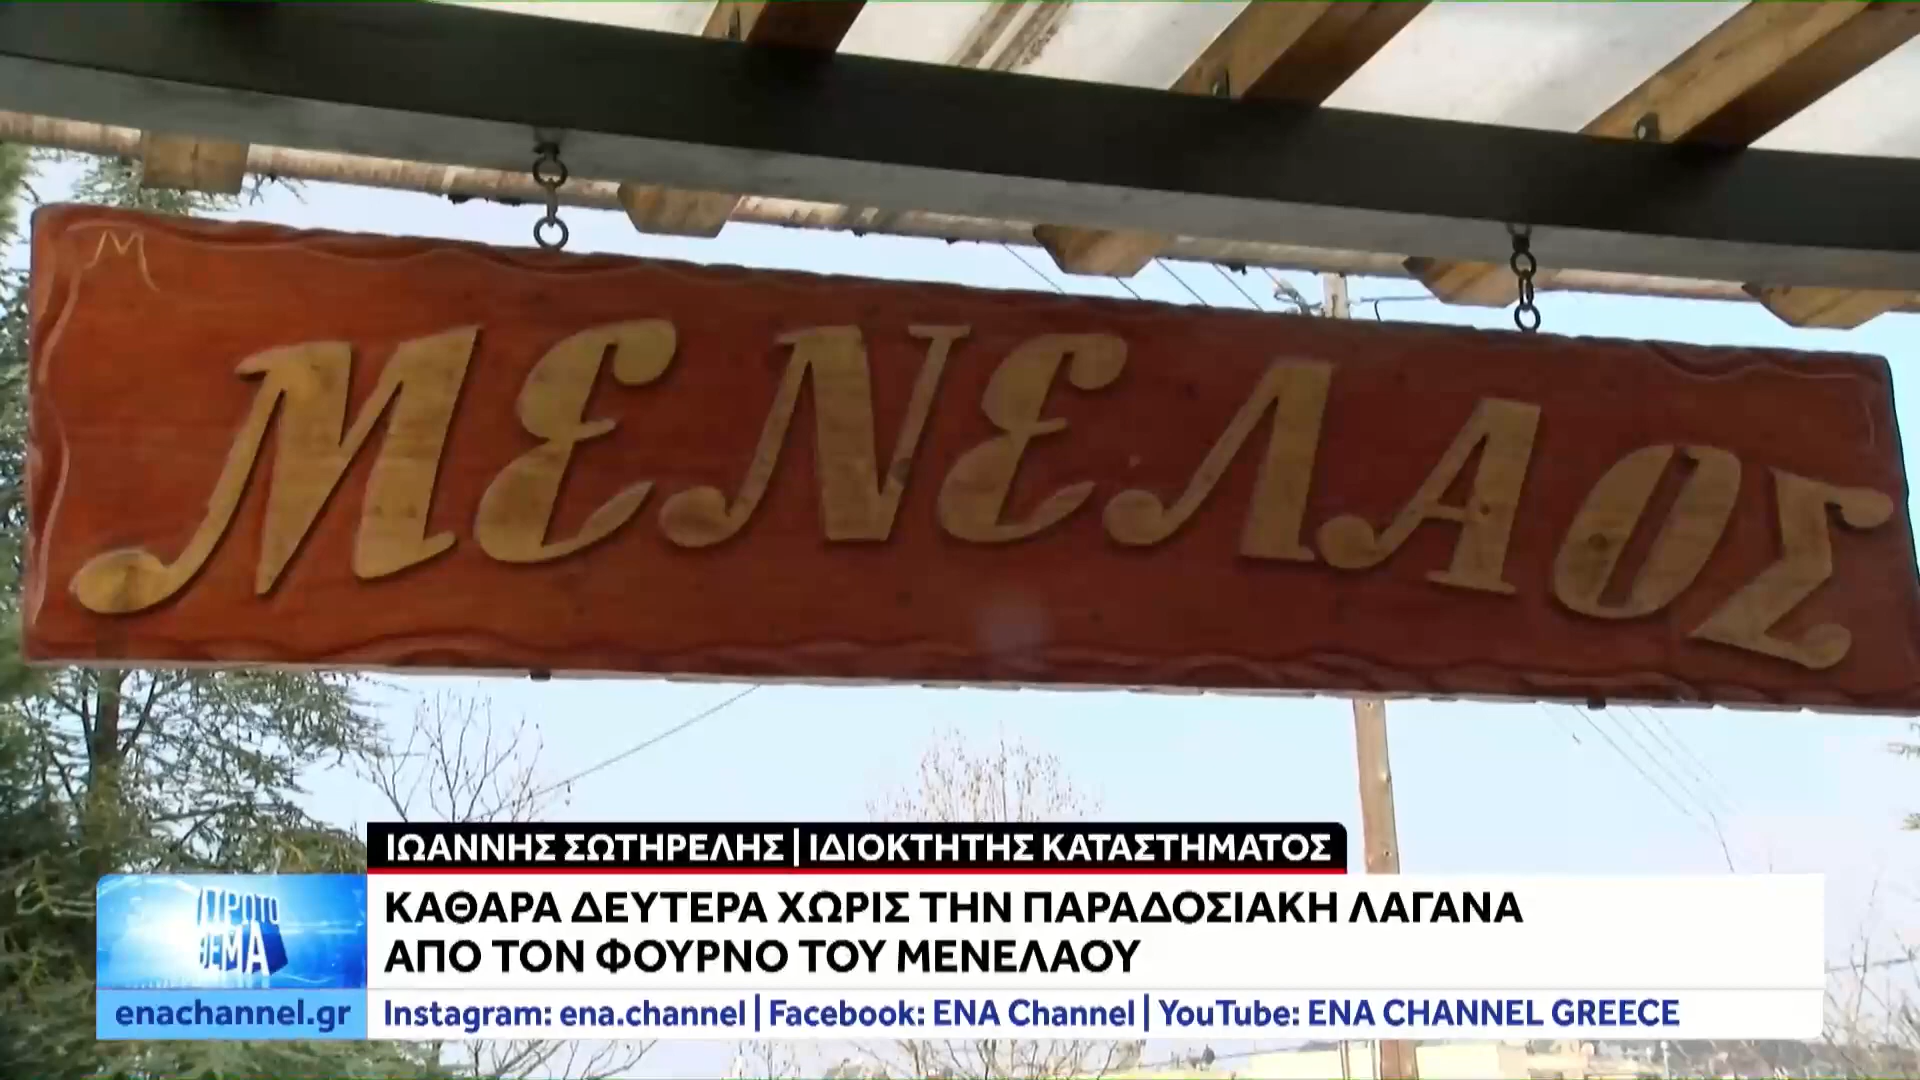 Μ
ΜΕΝΕΛΑΟΣ
ΙΩΑΝΝΗΣ ΣΩΤΗΡΕΛΗΣ | ΙΔΙΟΚΤΗΤΗΣ ΚΑΤΑΣΤΗΜΑΤΟΣ
ΚΑΘΑΡΑ ΔΕΥΤΕΡΑ ΧΩΡΙΣ ΤΗΝ ΠΑΡΑΔΟΣΙΑΚΗ ΛΑΓΑΝΑ
ΑΠΟ ΤΟΝ ΦΟΥΡΝΟ ΤΟΥ ΜΕΝΕΛΑΟΥ
ΠΡΩΤΟ
ΘΕΜΑ
enachannel.gr
Instagram: ena.channel | Facebook: ENA Channel | YouTube: ENA CHANNEL GREECE